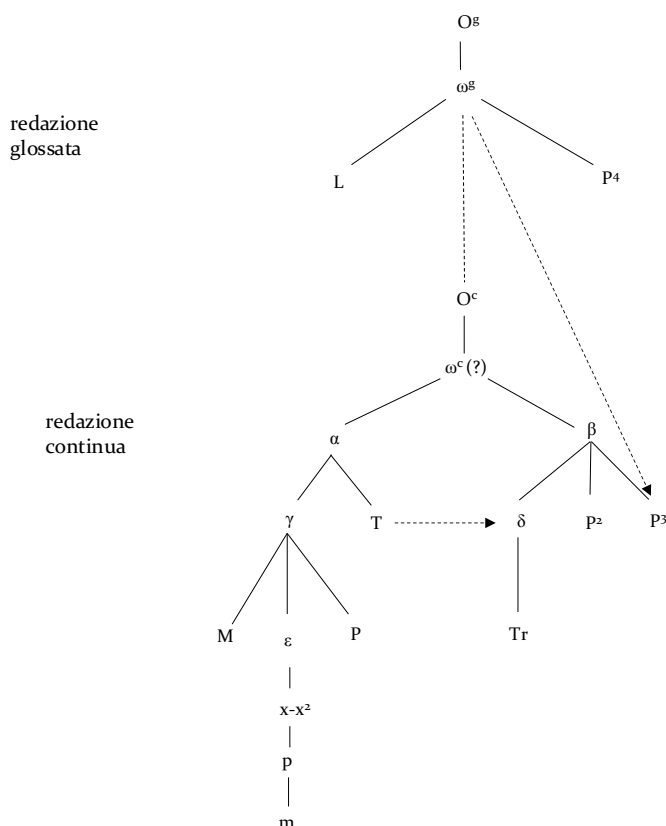 Oᵍ
ωᵍ
redazione
glossata
L
P⁴
Oᶜ
ωᶜ (?)
redazione
continua
α
β
γ
T
δ
P²
P³
M
ε
P
Tr
x-x²
p
m